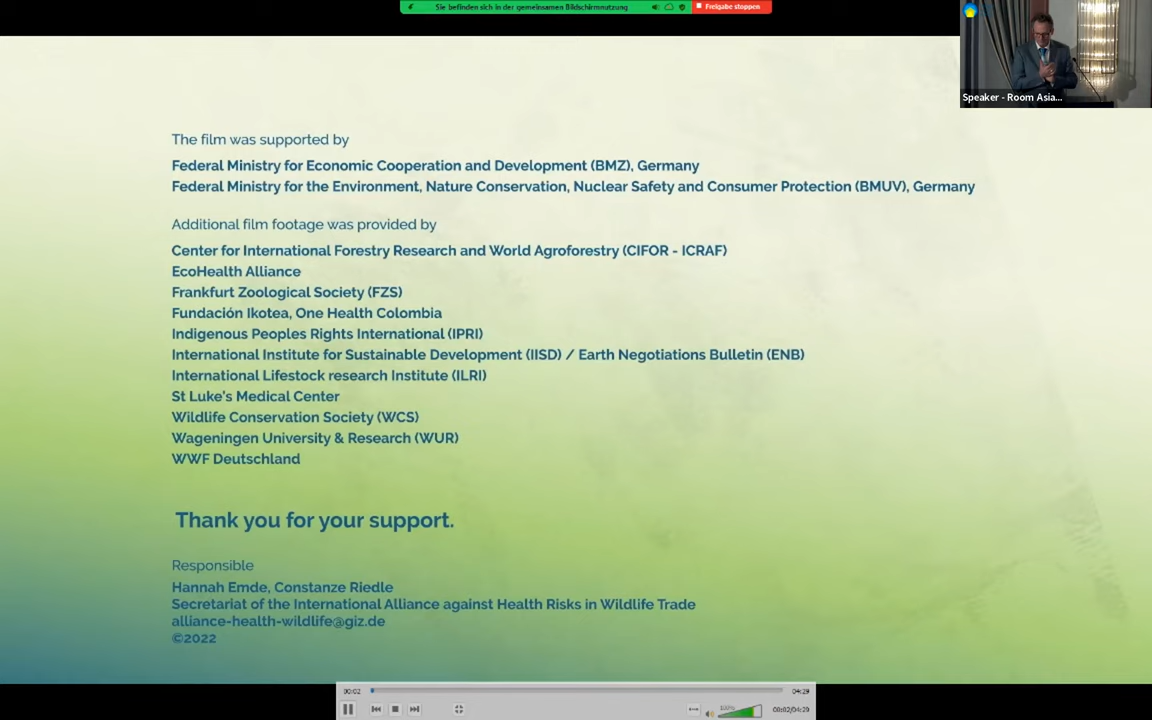 Sie befinden sich in der gemeinsamen Bildschirmnutzung
Freigabe stoppen
Speaker - Room Asia...
The film was supported by
Federal Ministry for Economic Cooperation and Development (BMZ), Germany
Federal Ministry for the Environment, Nature Conservation, Nuclear Safety and Consumer Protection (BMUV), Germany
Additional film footage was provided by
Center for International Forestry Research and World Agroforestry (CIFOR - ICRAF)
EcoHealth Alliance
Frankfurt Zoological Society (FZS)
Fundación Ikotea, One Health Colombia
Indigenous Peoples Rights International (IPRI)
International Institute for Sustainable Development (IISD) / Earth Negotiations Bulletin (ENB)
International Lifestock research Institute (ILRI)
St Luke's Medical Center
Wildlife Conservation Society (WCS)
Wageningen University & Research (WUR)
WWF Deutschland
Thank you for your support.
Responsible
Hannah Emde, Constanze Riedle
Secretariat of the International Alliance against Health Risks in Wildlife Trade
alliance-health-wildlife@giz.de
©2022
00:02
04:29
00:02/04:29